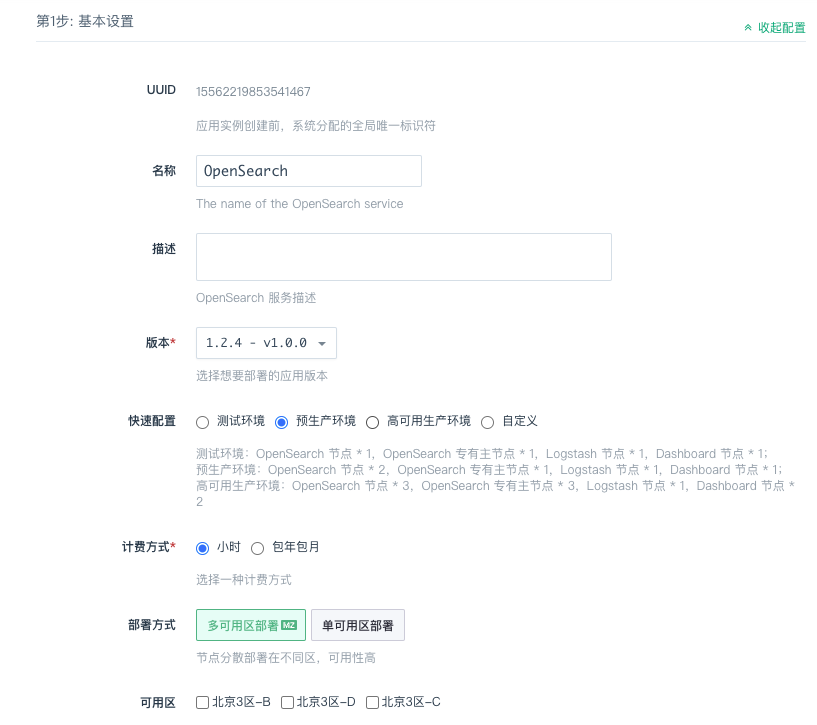 第1步: 基本设置
收起配置
UUID 15562219853541467
应用实例创建前，系统分配的全局唯一标识符
名称 OpenSearch
The name of the OpenSearch service
描述
OpenSearch 服务描述
版本* 1.2.4 - v1.0.0
选择想要部署的应用版本
快速配置 测试环境 预生产环境 高可用生产环境 自定义
测试环境：OpenSearch 节点 * 1，OpenSearch 专有主节点 * 1，Logstash 节点 * 1，Dashboard 节点 * 1；
预生产环境：OpenSearch 节点 * 2，OpenSearch 专有主节点 * 1，Logstash 节点 * 1，Dashboard 节点 * 1；
高可用生产环境：OpenSearch 节点 * 3，OpenSearch 专有主节点 * 3，Logstash 节点 * 1，Dashboard 节点 *
2
计费方式* 小时 包年包月
选择一种计费方式
部署方式 多可用区部署 MZ 单可用区部署
节点分散部署在不同区，可用性高
可用区 北京3区-B 北京3区-D 北京3区-C